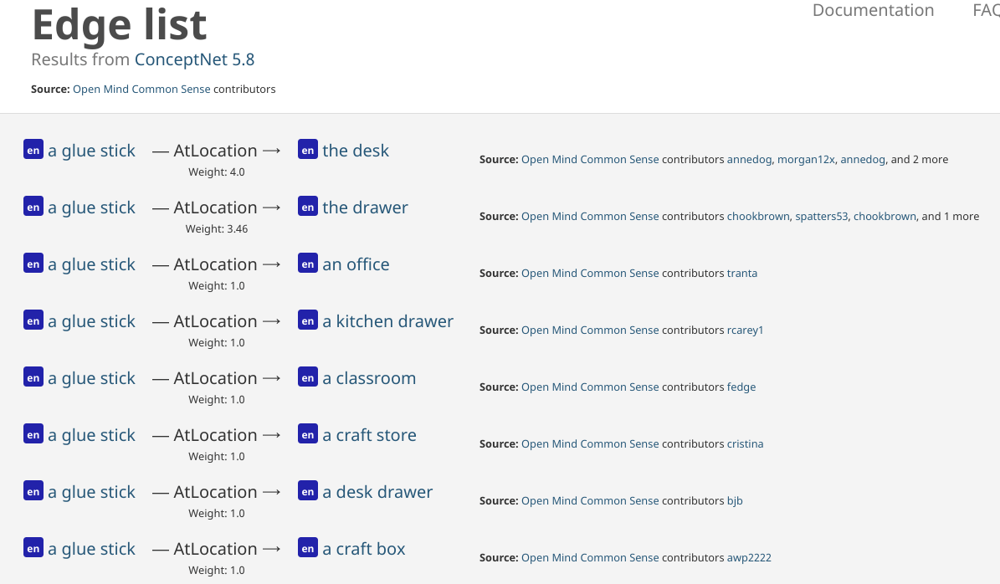 Documentation FAQ
Edge list
Results from ConceptNet 5.8
Source: Open Mind Common Sense contributors
en a glue stick — AtLocation → en the desk
Weight: 4.0
Source: Open Mind Common Sense contributors annedog, morgan12x, annedog, and 2 more
en a glue stick — AtLocation → en the drawer
Weight: 3.46
Source: Open Mind Common Sense contributors chookbrown, spatters53, chookbrown, and 1 more
en a glue stick — AtLocation → en an office
Weight: 1.0
Source: Open Mind Common Sense contributors tranta
en a glue stick — AtLocation → en a kitchen drawer
Weight: 1.0
Source: Open Mind Common Sense contributors rcarey1
en a glue stick — AtLocation → en a classroom
Weight: 1.0
Source: Open Mind Common Sense contributors fedge
en a glue stick — AtLocation → en a craft store
Weight: 1.0
Source: Open Mind Common Sense contributors cristina
en a glue stick — AtLocation → en a desk drawer
Weight: 1.0
Source: Open Mind Common Sense contributors bjb
en a glue stick — AtLocation → en a craft box
Weight: 1.0
Source: Open Mind Common Sense contributors awp2222